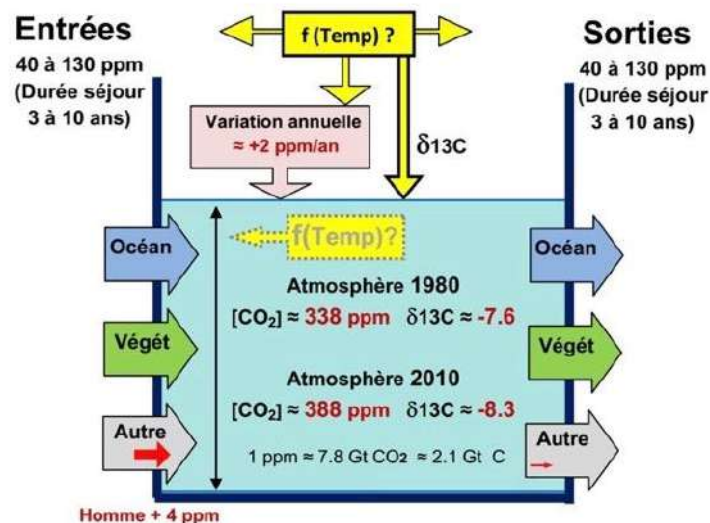 Entrées
40 à 130 ppm
(Durée séjour
3 à 10 ans)
f (Temp) ?
Sorties
40 à 130 ppm
(Durée séjour
3 à 10 ans)
Variation annuelle
≈ +2 ppm/an
δ13C
f(Temp)?
Océan
Végét
Autre
Atmosphère 1980
[CO₂] ≈ 338 ppm δ13C ≈ -7.6
Atmosphère 2010
[CO₂] ≈ 388 ppm δ13C ≈ -8.3
1 ppm ≈ 7.8 Gt CO₂ ≈ 2.1 Gt C
Océan
Végét
Autre
Homme + 4 ppm